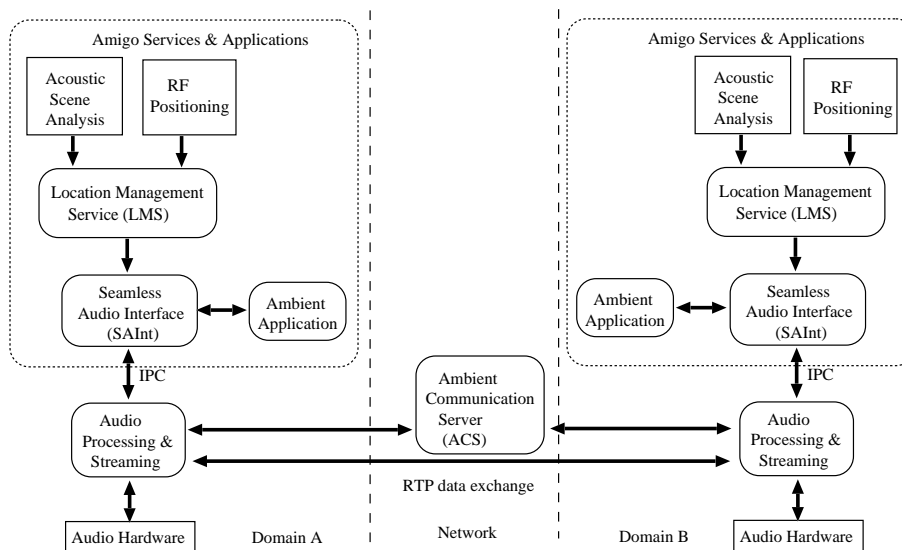 Amigo Services & Applications
Acoustic
Scene
Analysis
RF
Positioning
Location Management
Service (LMS)
Seamless
Audio Interface
(SAInt)
Ambient
Application
IPC
Audio
Processing &
Streaming
Audio Hardware
Domain A
Ambient
Communication
Server
(ACS)
RTP data exchange
Network
Amigo Services & Applications
Acoustic
Scene
Analysis
RF
Positioning
Location Management
Service (LMS)
Ambient
Application
Seamless
Audio Interface
(SAInt)
IPC
Audio
Processing &
Streaming
Domain B
Audio Hardware